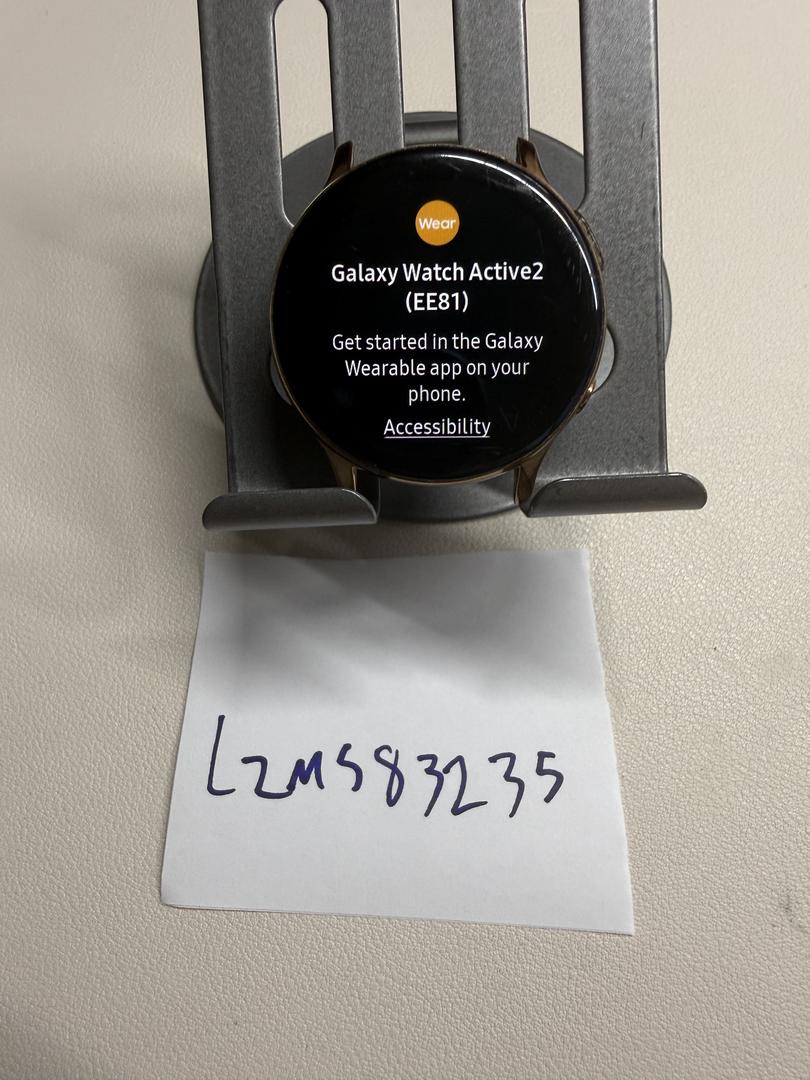 Wear
Galaxy Watch Active2
(EE81)
Get started in the Galaxy
Wearable app on your
phone.
Accessibility
LZMS83235